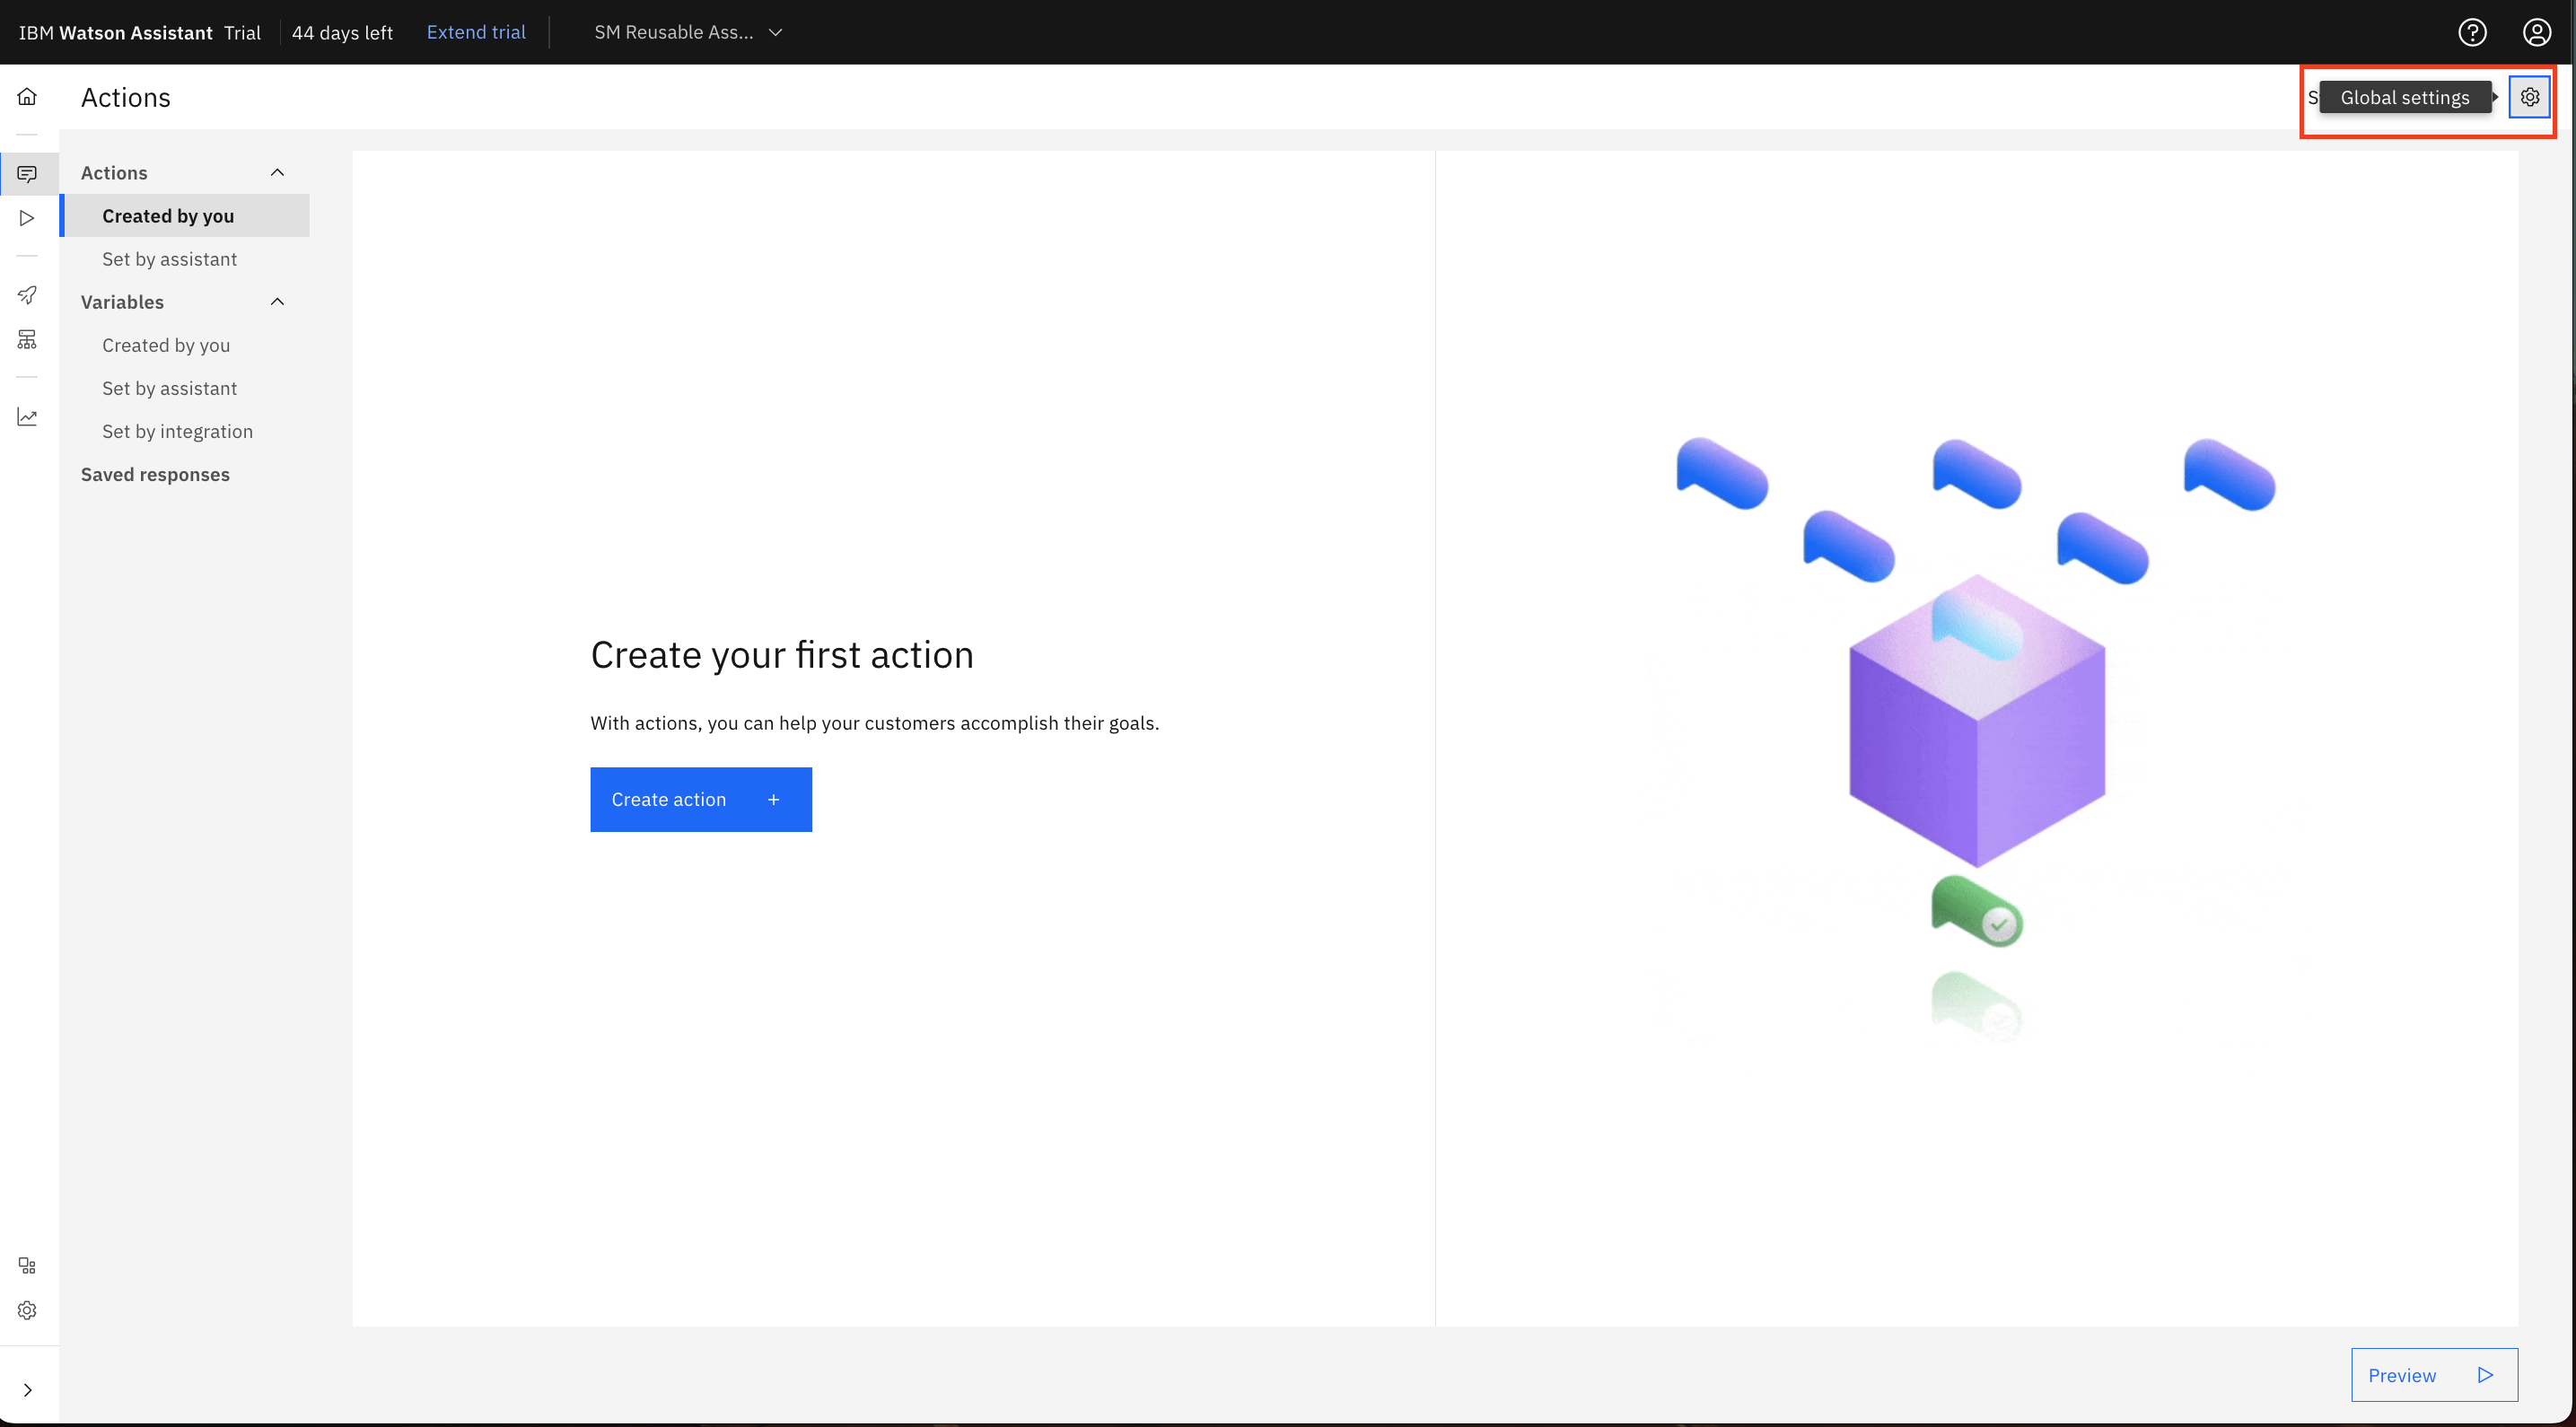 IBM Watson Assistant Trial 44 days left Extend trial SM Reusable Ass...
Actions
S Global settings
Actions
Created by you
Set by assistant
Variables
Created by you
Set by assistant
Set by integration
Saved responses
Create your first action
With actions, you can help your customers accomplish their goals.
Create action +
Preview